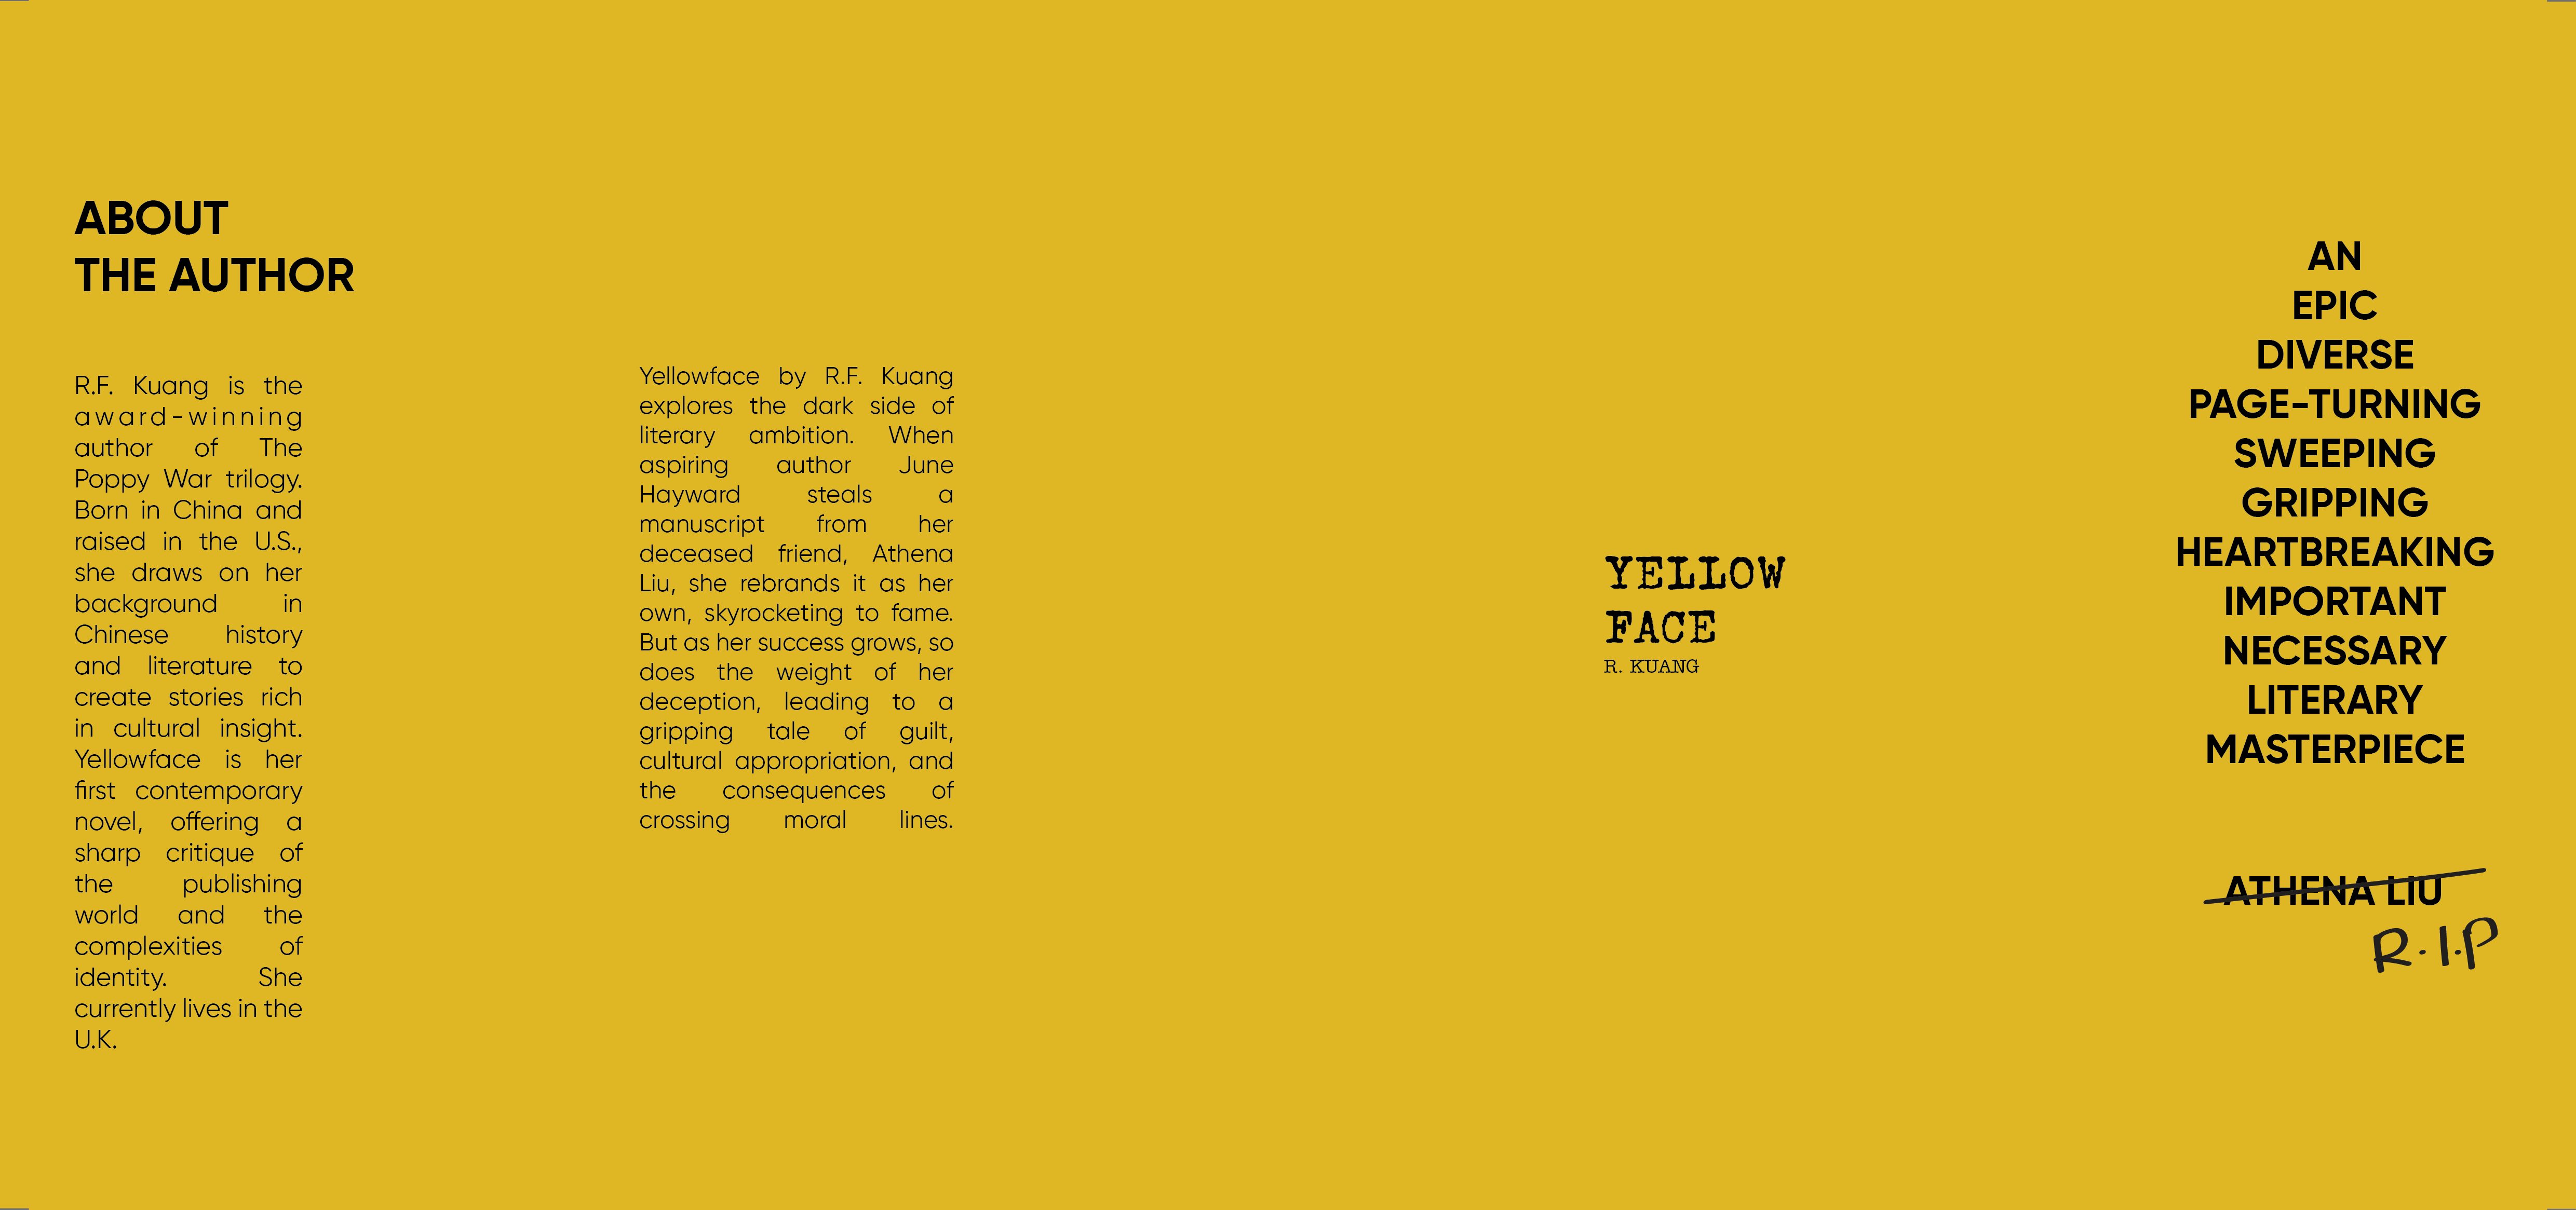 ABOUT
THE AUTHOR
R.F. Kuang is the
award-winning
author of The
Poppy War trilogy.
Born in China and
raised in the U.S.,
she draws on her
background in
Chinese history
and literature to
create stories rich
in cultural insight.
Yellowface is her
first contemporary
novel, offering a
sharp critique of
the publishing
world and the
complexities of
identity. She
currently lives in the
U.K.
Yellowface by R.F. Kuang
explores the dark side of
literary ambition. When
aspiring author June
Hayward steals a
manuscript from her
deceased friend, Athena
Liu, she rebrands it as her
own, skyrocketing to fame.
But as her success grows, so
does the weight of her
deception, leading to a
gripping tale of guilt,
cultural appropriation, and
the consequences of
crossing moral lines.
YELLOW
FACE
R. KUANG
AN
EPIC
DIVERSE
PAGE-TURNING
SWEEPING
GRIPPING
HEARTBREAKING
IMPORTANT
NECESSARY
LITERARY
MASTERPIECE
ATHENA LIU
R.I.P